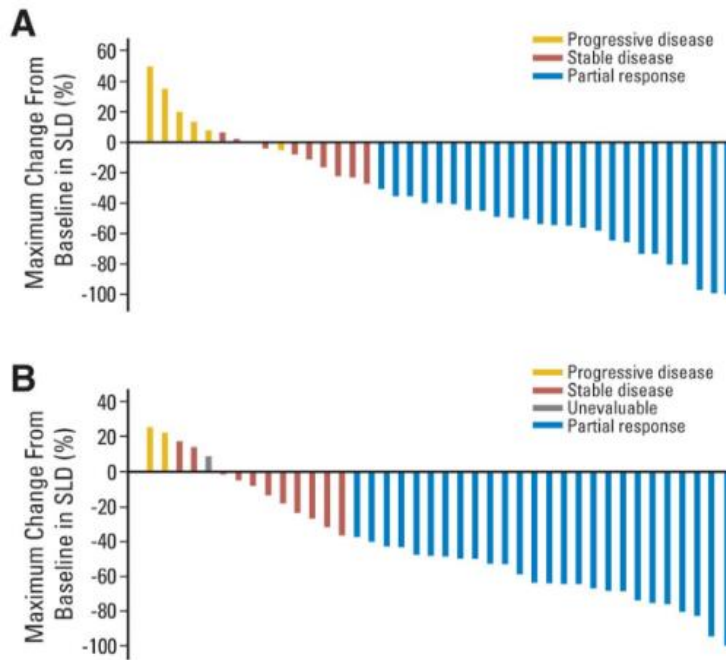 A
Maximum Change From
Baseline in SLD (%)
60
40
20
0
-20
-40
-60
-80
-100
Progressive disease
Stable disease
Partial response
B
Maximum Change From
Baseline in SLD (%)
40
20
0
-20
-40
-60
-80
-100
Progressive disease
Stable disease
Unevaluable
Partial response